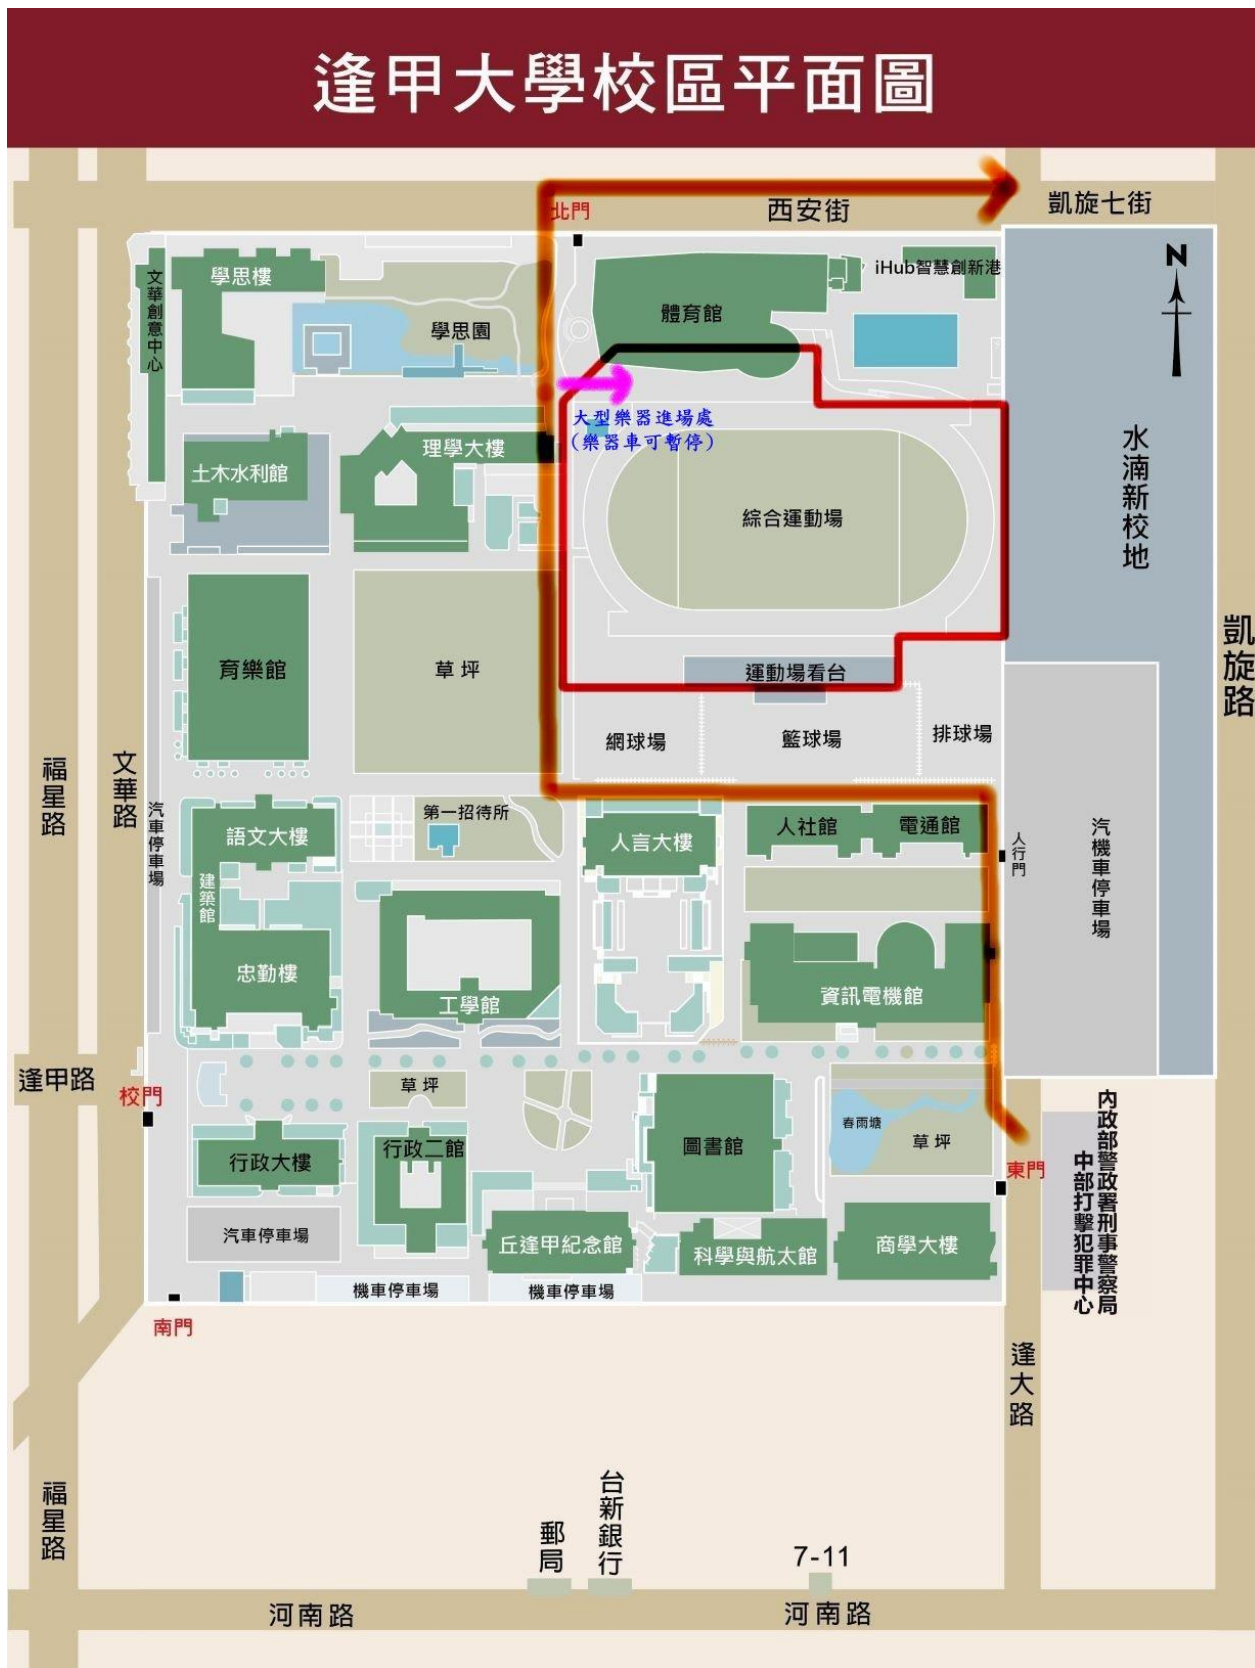 逢甲大學校區平面圖
北門
西安街
凱旋七街
N
文華創意中心
學思樓
學思園
體育館
iHub智慧創新港
大型樂器進場處
(樂器車可暫停)
土木水利館
理學大樓
綜合運動場
水湳新校地
育樂館
草坪
運動場看台
網球場
籃球場
排球場
凱旋路
福星路
文華路
汽車停車場
語文大樓
第一招待所
人言大樓
人社館
電通館
人行門
汽機車停車場
建築館
忠勤樓
工學館
資訊電機館
逢甲路
校門
草坪
行政大樓
行政二館
圖書館
春雨塘
草坪
東門
內政部警政署刑事警察局
中部打擊犯罪中心
汽車停車場
丘逢甲紀念館
科學與航太館
商學大樓
機車停車場
機車停車場
南門
逢大路
福星路
郵局
台新銀行
7-11
河南路
河南路